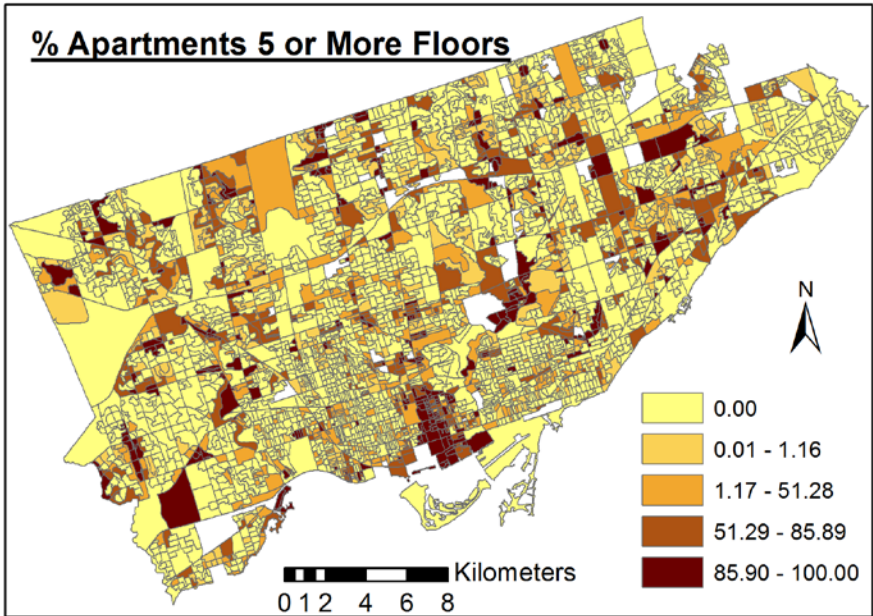 % Apartments 5 or More Floors
N
0.00
0.01 - 1.16
1.17 - 51.28
51.29 - 85.89
85.90 - 100.00
Kilometers
0 1 2 4 6 8